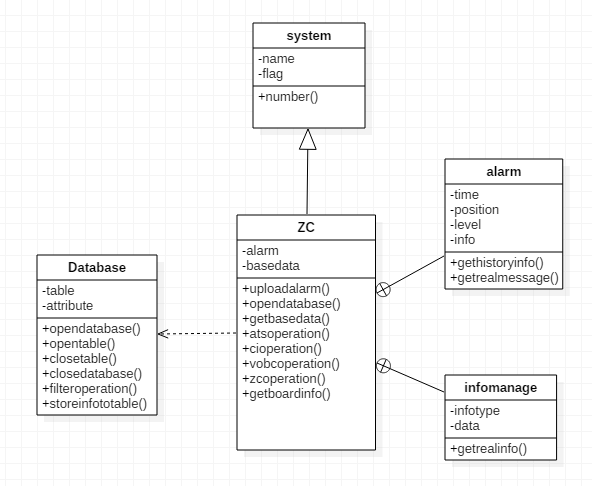 system
-name
-flag
+number()
alarm
-time
-position
-level
-info
+gethistoryinfo()
+getrealmessage()
ZC
-alarm
-basedata
+uploadalarm()
+opendatabase()
+getbasedata()
+atsoperation()
+cioperation()
+vobcoperation()
+zcoperation()
+getboardinfo()
Database
-table
-attribute
+opendatabase()
+opentable()
+closetable()
+closedatabase()
+filteroperation()
+storeinfototable()
infomanage
-infotype
-data
+getrealinfo()